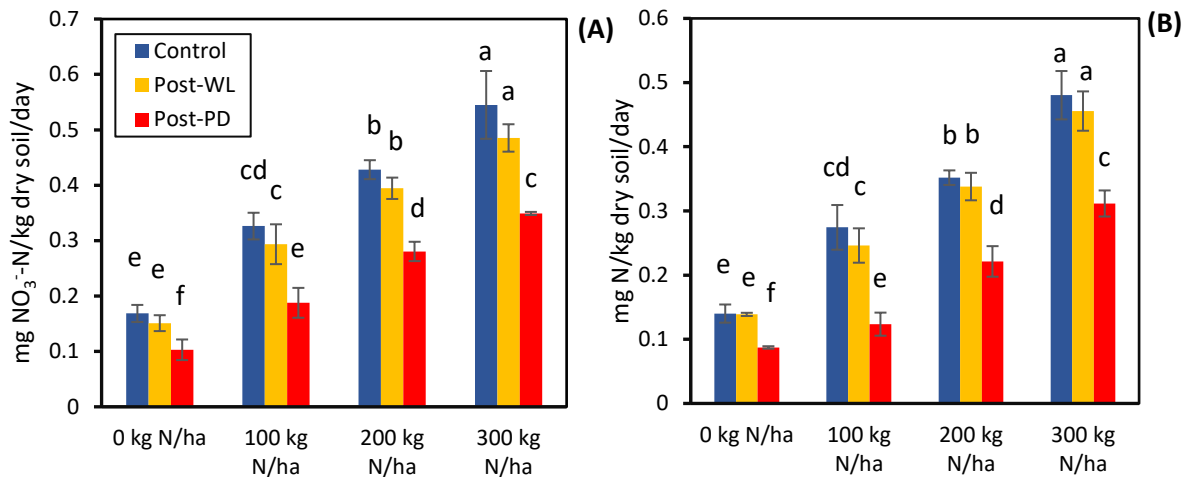 (A)
mg NO₃⁻-N/kg dry soil/day
0.7
0.6
0.5
0.4
0.3
0.2
0.1
0
Control
Post-WL
Post-PD
e e f
cd c e
b b d
a a c
0 kg N/ha
100 kg
N/ha
200 kg
N/ha
300 kg
N/ha
(B)
mg N/kg dry soil/day
0.6
0.5
0.4
0.3
0.2
0.1
0
e e f
cd c e
b b d
a a c
0 kg N/ha
100 kg
N/ha
200 kg
N/ha
300 kg
N/ha